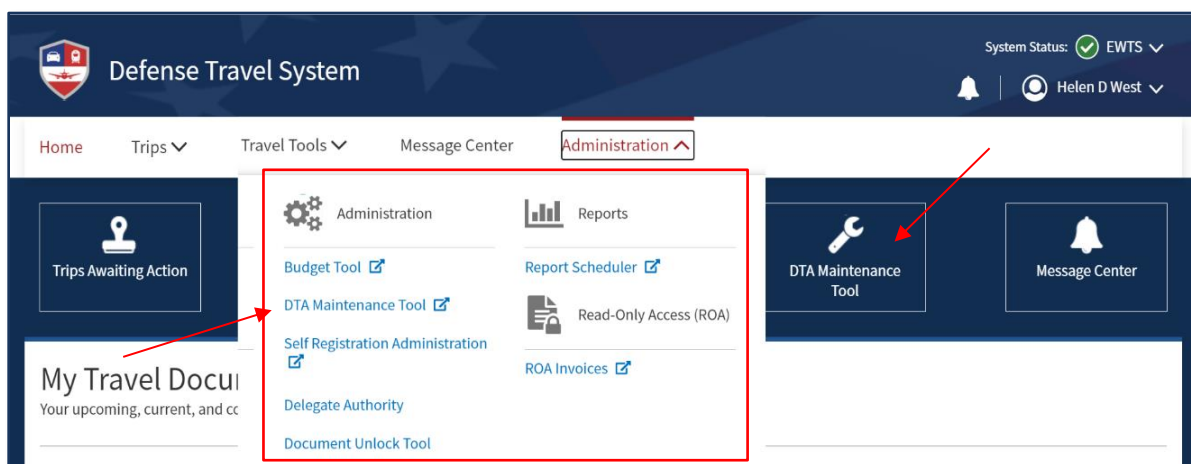 System Status: EWTS
Defense Travel System
Helen D West
Home Trips Travel Tools Message Center Administration
Administration
Reports
Trips Awaiting Action
Budget Tool
Report Scheduler
DTA Maintenance
Tool
Message Center
DTA Maintenance Tool
Read-Only Access (ROA)
Self Registration Administration
ROA Invoices
My Travel Docu
Your upcoming, current, and co
Delegate Authority
Document Unlock Tool